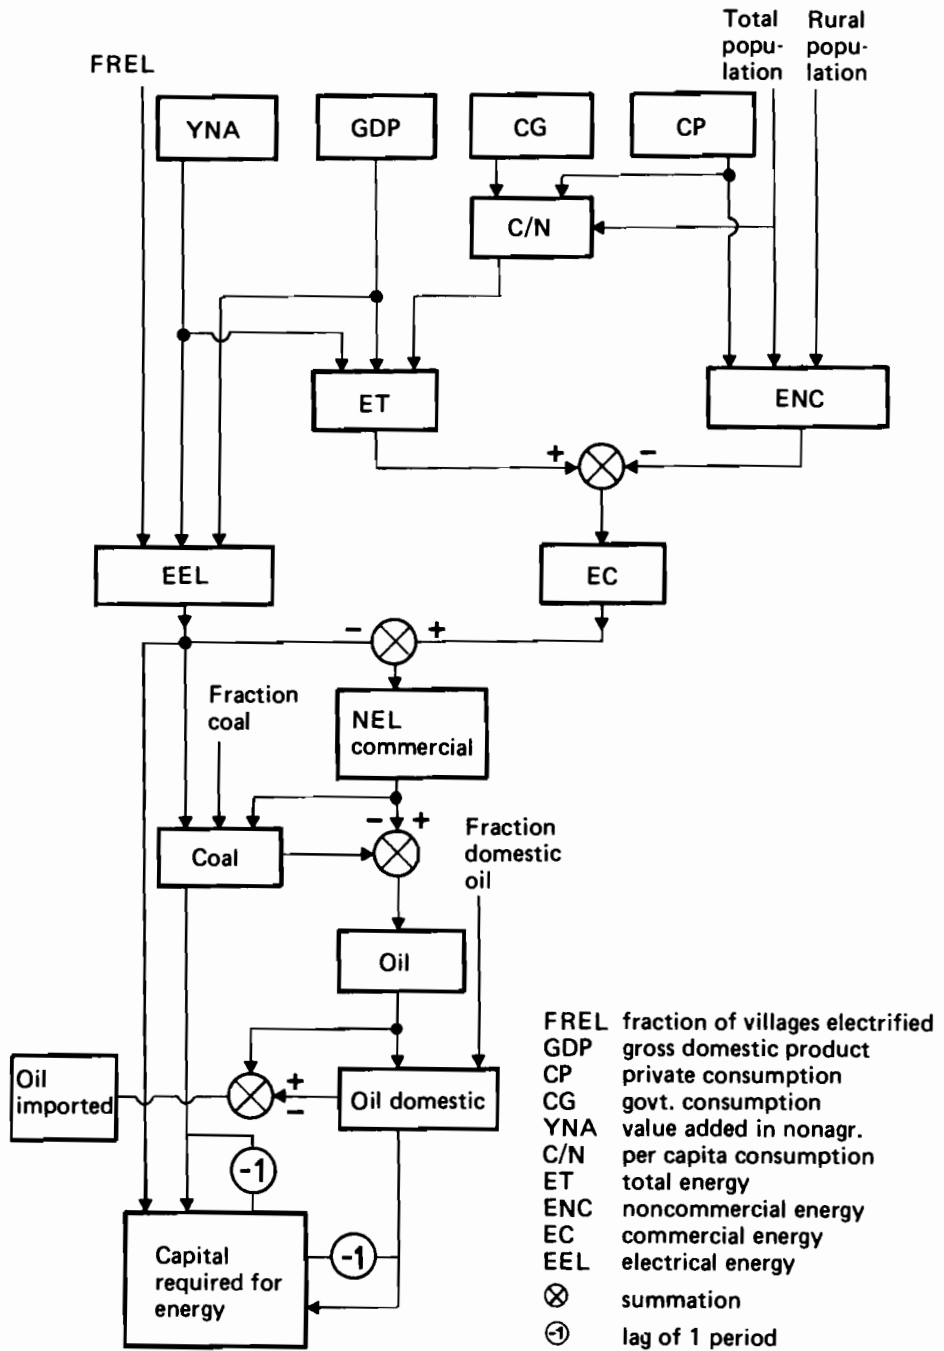 Total
popu-
lation
Rural
popu-
lation
FREL
YNA
GDP
CG
CP
C/N
ET
ENC
+
−
EEL
EC
−
+
Fraction
coal
NEL
commercial
−
+
Fraction
domestic
oil
Coal
Oil
Oil
imported
+
−
Oil domestic
-1
-1
Capital
required for
energy
FREL fraction of villages electrified
GDP gross domestic product
CP private consumption
CG govt. consumption
YNA value added in nonagr.
C/N per capita consumption
ET total energy
ENC noncommercial energy
EC commercial energy
EEL electrical energy
summation
-1 lag of 1 period